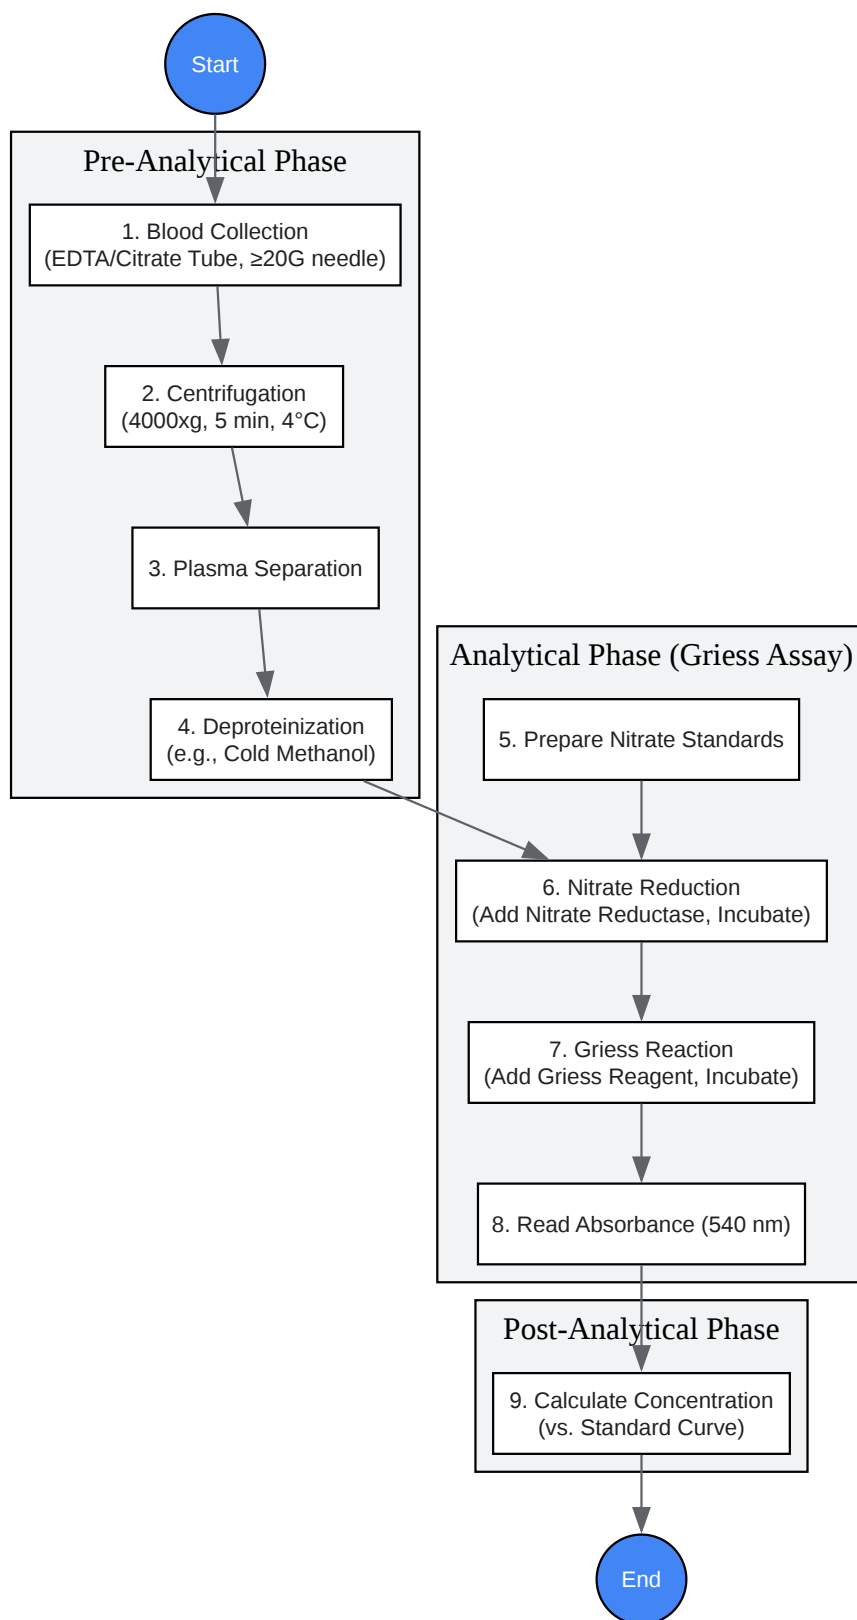 Start
Pre-Analytical Phase
1. Blood Collection
(EDTA/Citrate Tube, ≥20G needle)
2. Centrifugation
(4000xg, 5 min, 4°C)
3. Plasma Separation
4. Deproteinization
(e.g., Cold Methanol)
Analytical Phase (Griess Assay)
5. Prepare Nitrate Standards
6. Nitrate Reduction
(Add Nitrate Reductase, Incubate)
7. Griess Reaction
(Add Griess Reagent, Incubate)
8. Read Absorbance (540 nm)
Post-Analytical Phase
9. Calculate Concentration
(vs. Standard Curve)
End